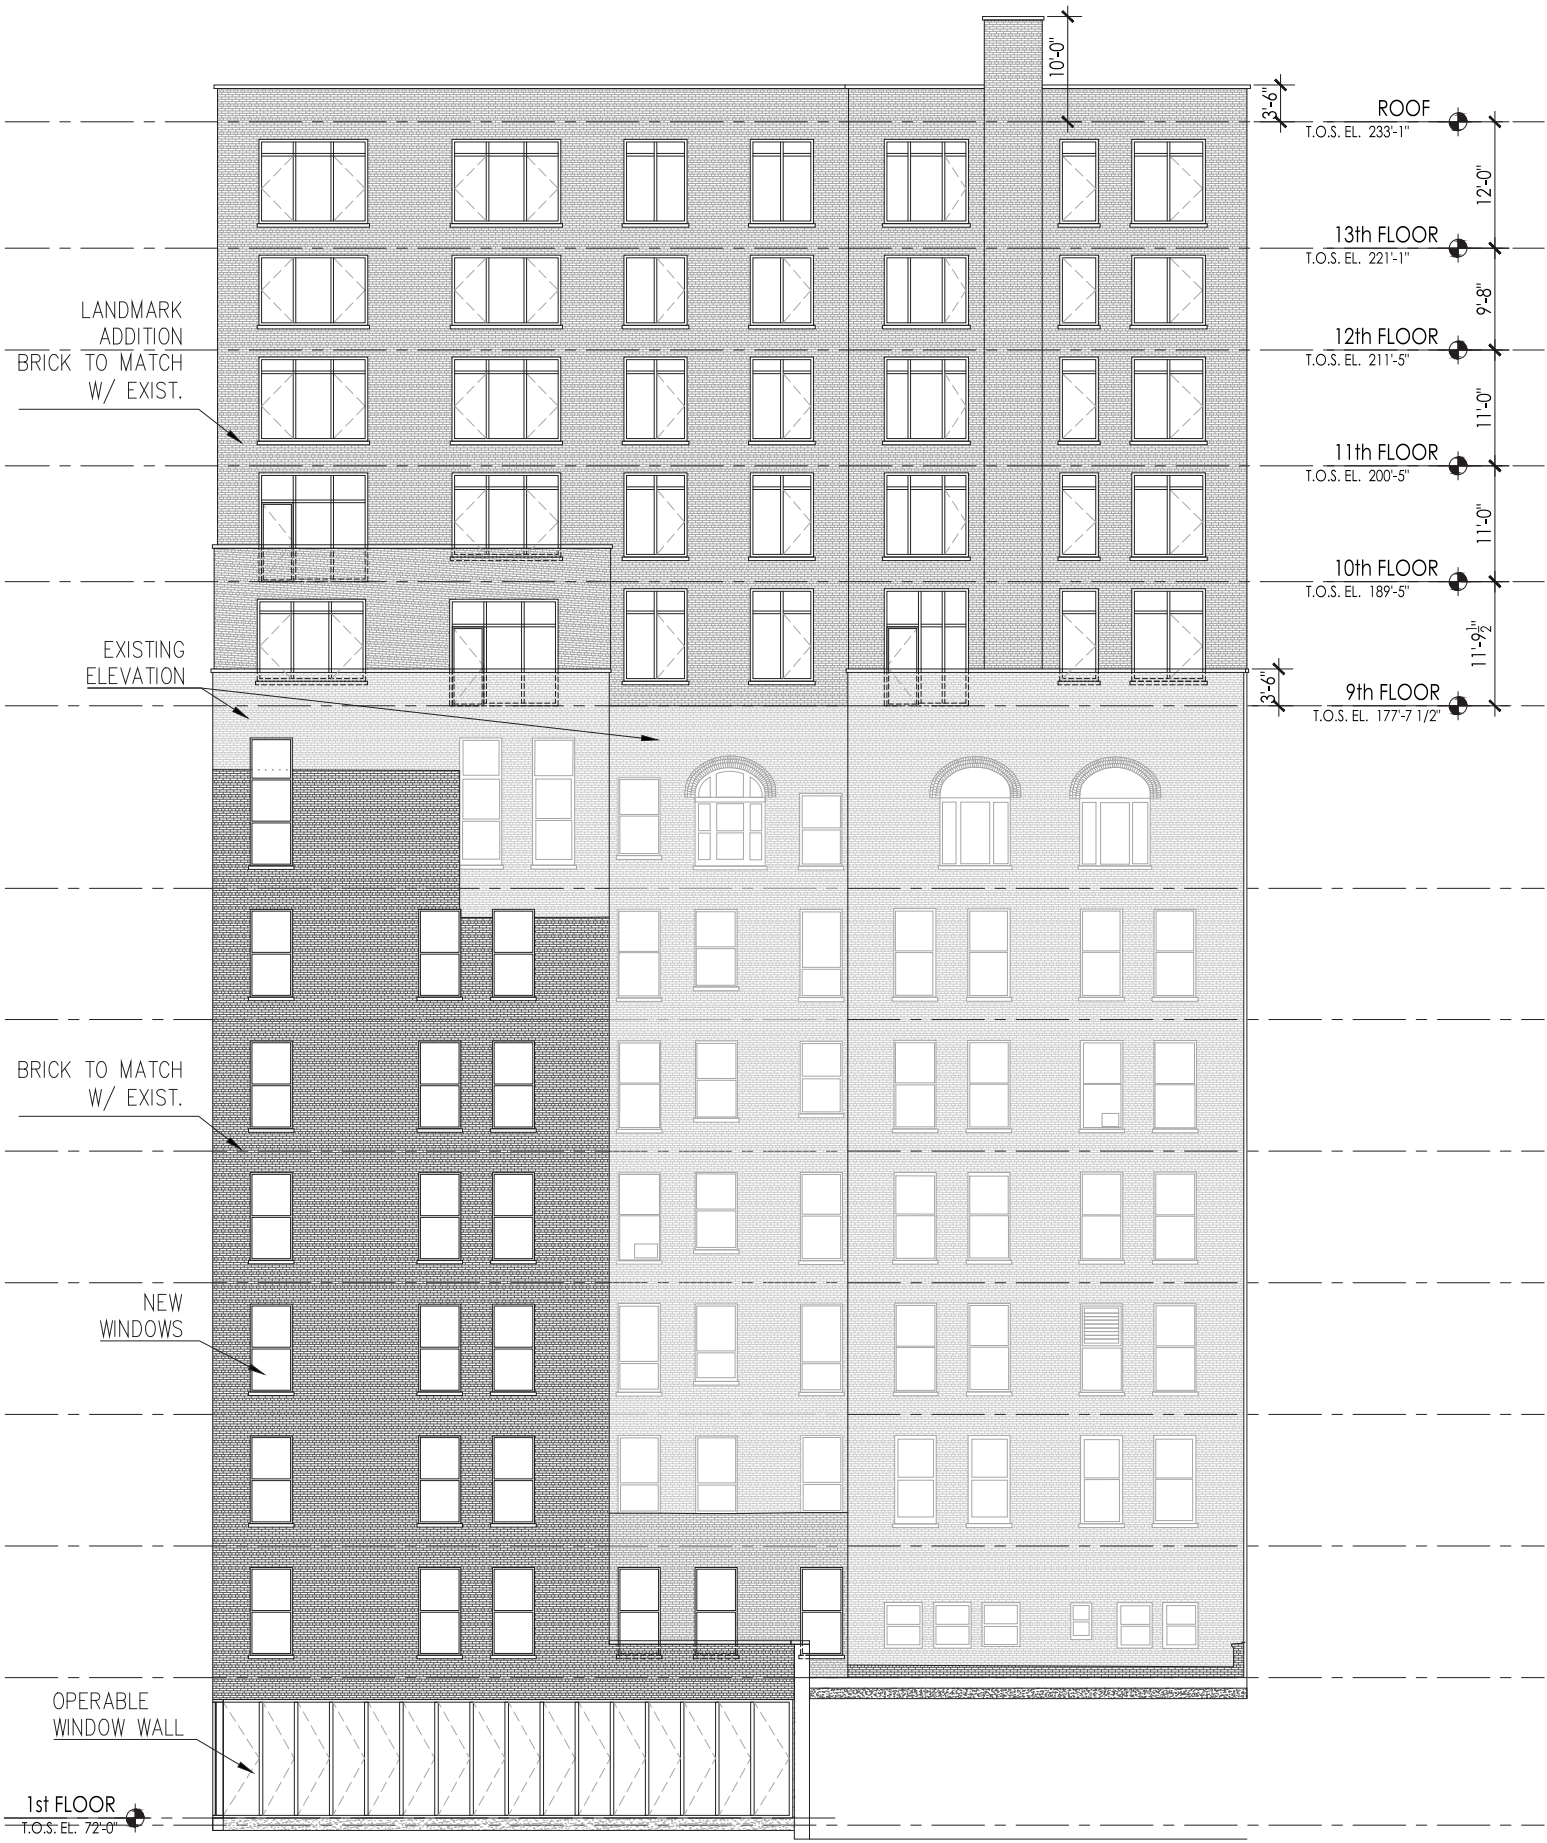 10'-0"
3'-6"
ROOF
T.O.S. EL. 233'-1"
12'-0"
13th FLOOR
T.O.S. EL. 221'-1"
9'-8"
LANDMARK
ADDITION
BRICK TO MATCH
W/ EXIST.
12th FLOOR
T.O.S. EL. 211'-5"
11'-0"
11th FLOOR
T.O.S. EL. 200'-5"
11'-0"
10th FLOOR
T.O.S. EL. 189'-5"
11'-9 1/2"
EXISTING
ELEVATION
3'-6"
9th FLOOR
T.O.S. EL. 177'-7 1/2"
BRICK TO MATCH
W/ EXIST.
NEW
WINDOWS
OPERABLE
WINDOW WALL
1st FLOOR
T.O.S. EL. 72'-0"